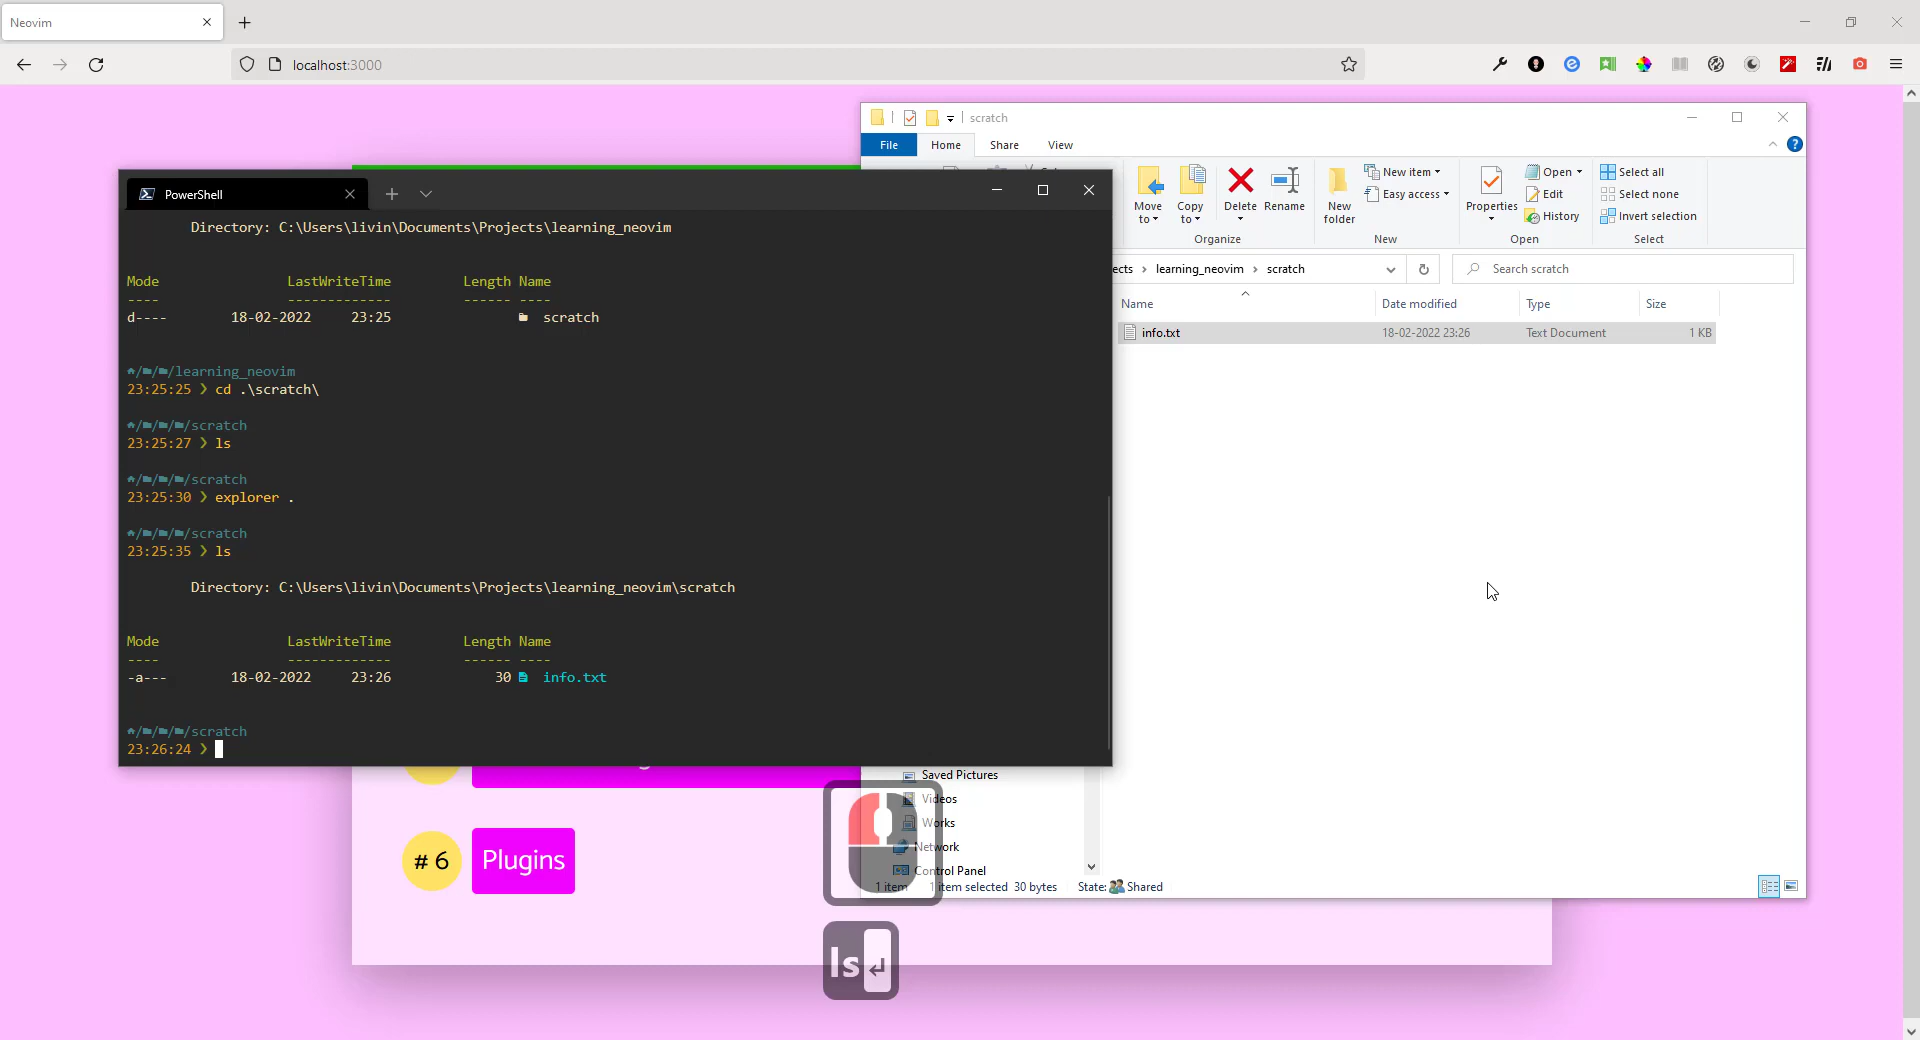 Neovim
localhost:3000
scratch
File Home Share View
Move to
Copy to
Delete
Rename
New folder
New item
Easy access
Properties
Open
Edit
History
Select all
Select none
Invert selection
Organize
New
Open
Select
learning_neovim scratch
Search scratch
Name Date modified Type Size
info.txt 18-02-2022 23:26 Text Document 1 KB
PowerShell
Directory: C:\Users\livin\Documents\Projects\learning_neovim
Mode LastWriteTime Length Name
---- ------------- ------ ----
d---- 18-02-2022 23:25 scratch
/learning_neovim
23:25:25 ❯ cd .\scratch\
/scratch
23:25:27 ❯ ls
/scratch
23:25:30 ❯ explorer .
/scratch
23:25:35 ❯ ls
Directory: C:\Users\livin\Documents\Projects\learning_neovim\scratch
Mode LastWriteTime Length Name
---- ------------- ------ ----
-a--- 18-02-2022 23:26 30 info.txt
/scratch
23:26:24 ❯
Saved Pictures
Videos
Works
Network
Control Panel
1 item 1 item selected 30 bytes State: Shared
# 6 Plugins
ls ↵